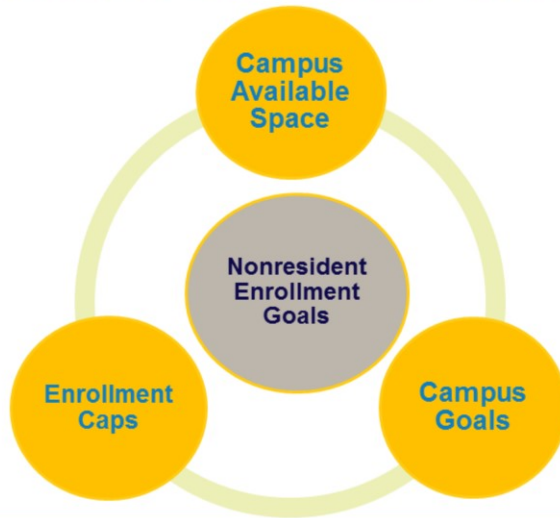 Campus
Available
Space
Nonresident
Enrollment
Goals
Enrollment
Caps
Campus
Goals